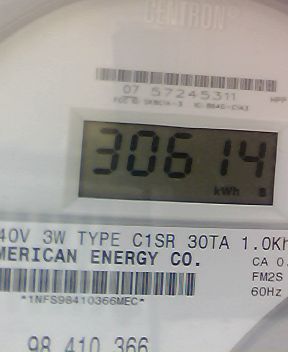 CENTRON®
07 57245311
30614
kWh
40V 3W TYPE C1SR 30TA 1.0Kh
MERICAN ENERGY CO.
CA 0.
FM2S
60Hz
*1NFS98410366MEC*
98 410 366